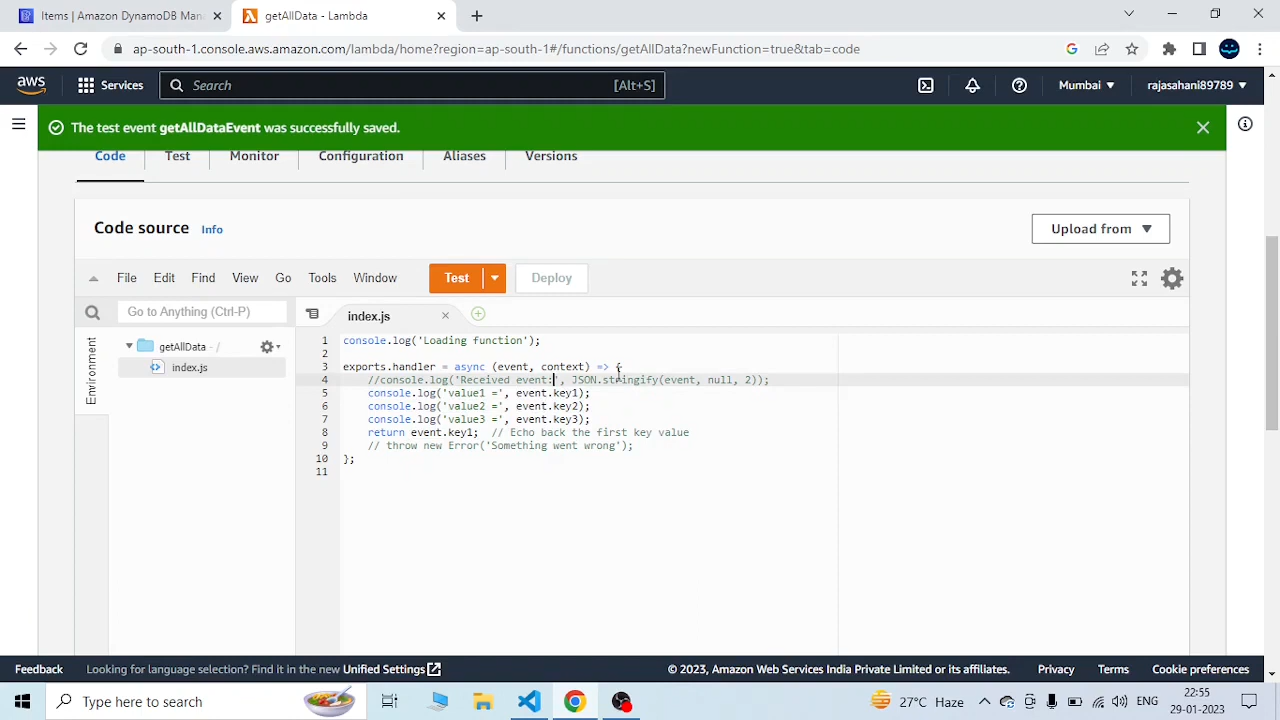 Items | Amazon DynamoDB Mana
getAllData - Lambda
ap-south-1.console.aws.amazon.com/lambda/home?region=ap-south-1#/functions/getAllData?newFunction=true&tab=code
aws
Services
Search
[Alt+S]
Mumbai
rajasahani89789
The test event getAllDataEvent was successfully saved.
Code
Test
Monitor
Configuration
Aliases
Versions
Code source
Info
Upload from
File
Edit
Find
View
Go
Tools
Window
Test
Deploy
Go to Anything (Ctrl-P)
index.js
Environment
getAllData - /
index.js
1 console.log('Loading function');
2
3 exports.handler = async (event, context) => {
4 //console.log('Received event:', JSON.stringify(event, null, 2));
5 console.log('value1 =', event.key1);
6 console.log('value2 =', event.key2);
7 console.log('value3 =', event.key3);
8 return event.key1;  // Echo back the first key value
9 // throw new Error('Something went wrong');
10 };
11
Feedback
Looking for language selection? Find it in the new Unified Settings
© 2023, Amazon Web Services India Private Limited or its affiliates.
Privacy
Terms
Cookie preferences
Type here to search
27°C Haze
ENG
22:55
29-01-2023